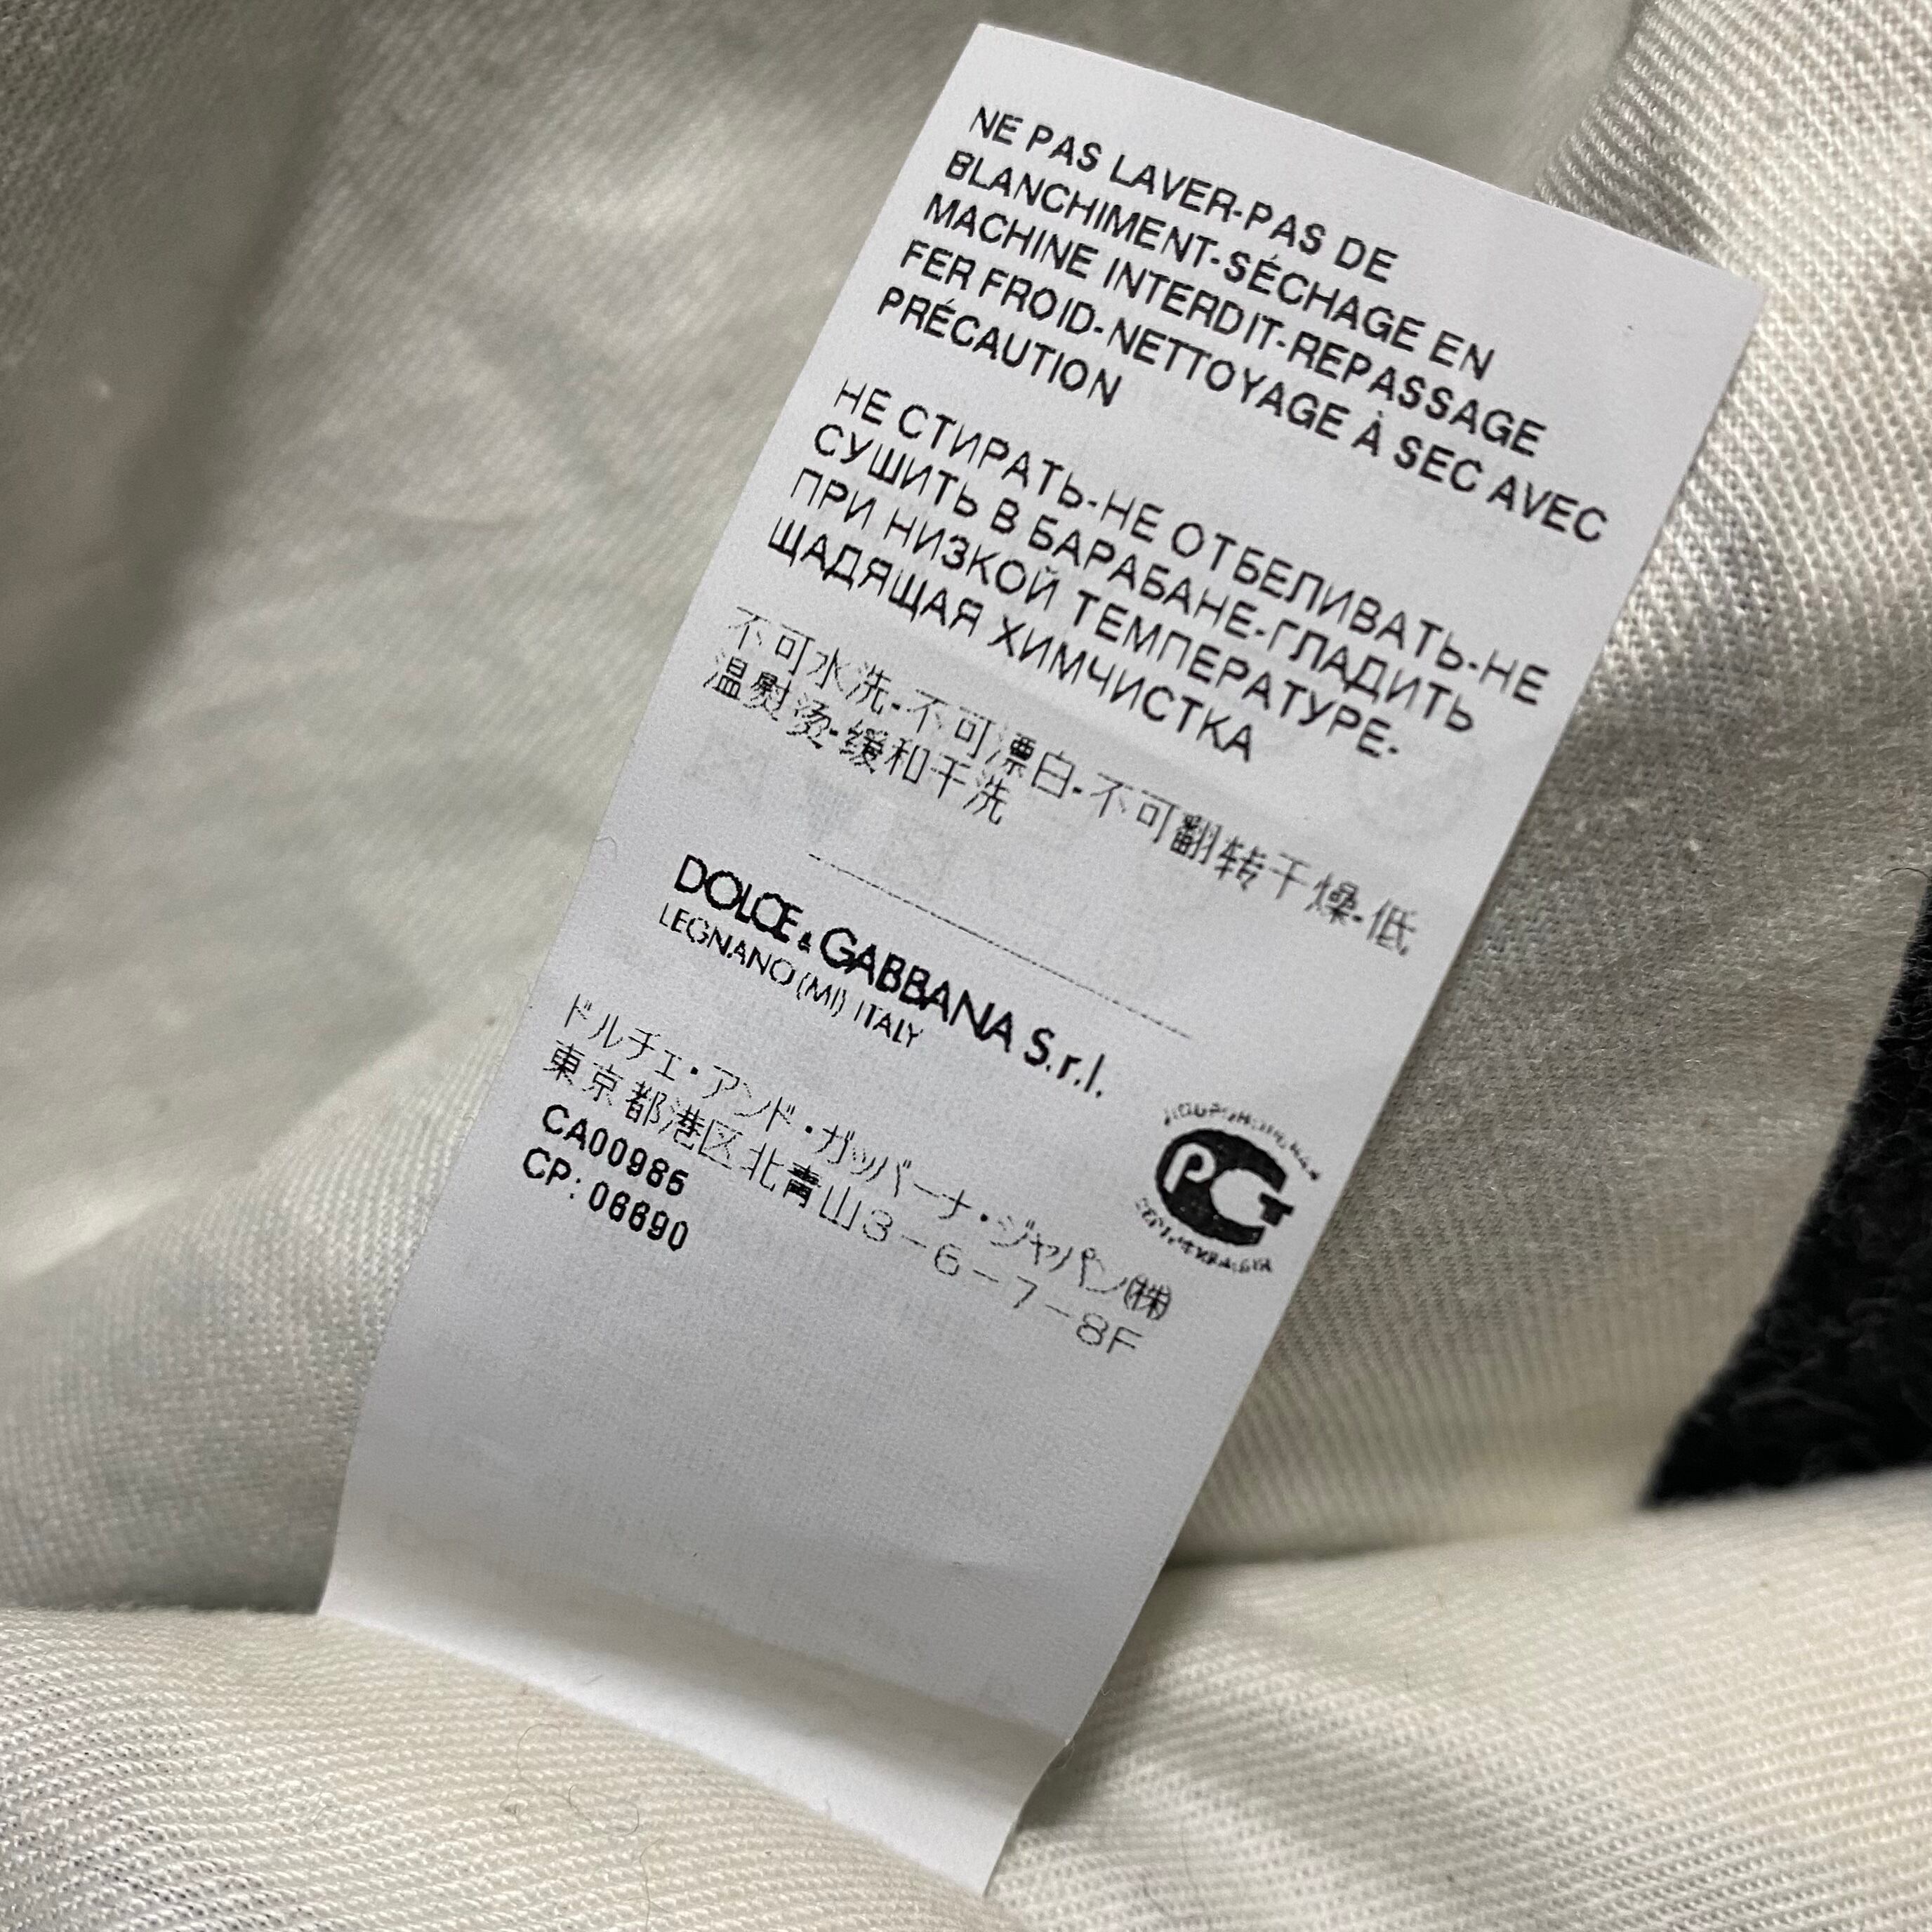 NE PAS LAVER-PAS DE
BLANCHIMENT-SÉCHAGE EN
MACHINE INTERDIT-REPASSAGE
FER FROID-NETTOYAGE À SEC AVEC
PRÉCAUTION
НЕ СТИРАТЬ-НЕ ОТБЕЛИВАТЬ-НЕ
СУШИТЬ В БАРАБАНЕ-ГЛАДИТЬ
ПРИ НИЗКОЙ ТЕМПЕРАТУРЕ-
ЩАДЯЩАЯ ХИМЧИСТКА
不可水洗-不可漂白-不可翻转干燥-低
温熨烫-缓和干洗
DOLCE & GABBANA S.r.l.
LEGNANO (MI) ITALY
ドルチェ・アンド・ガッバーナ・ジャパン(株)
東京都港区北青山3-6-7-8F
CA00986
CP: 06690
РСТ